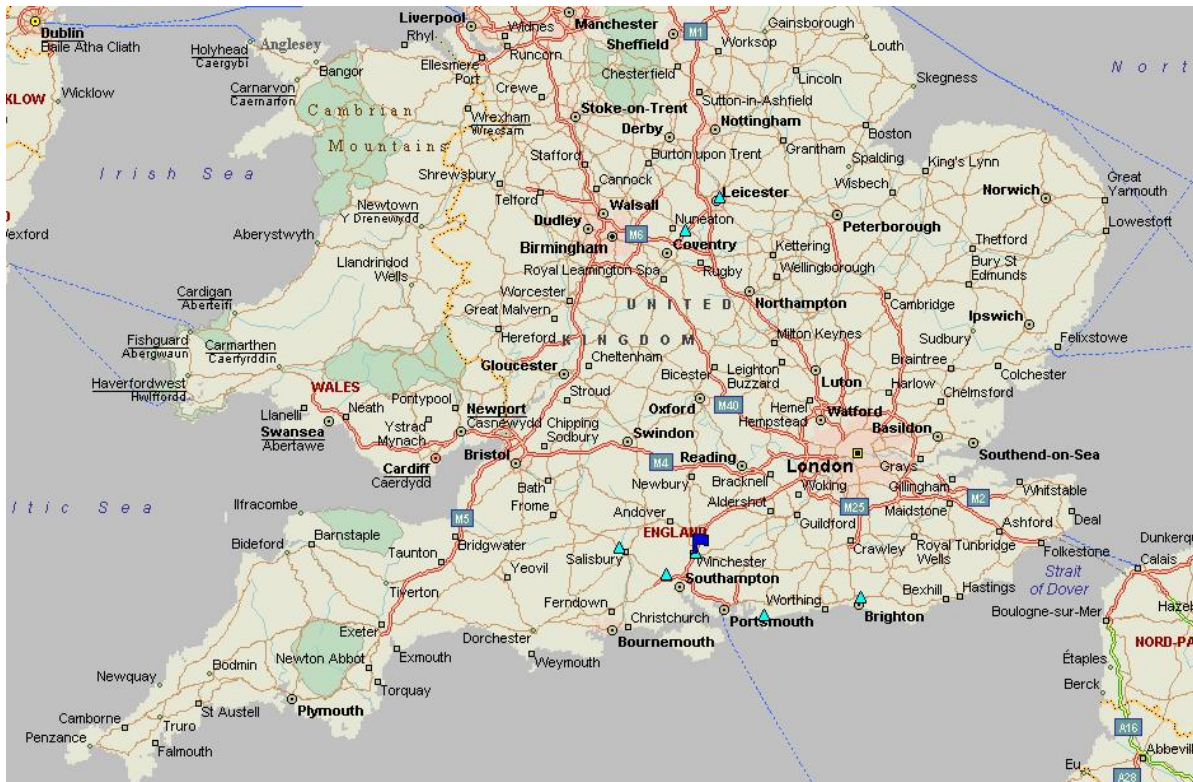 Liverpool
Manchester
Gainsborough
Widnes
M1
Dublin
Baile Atha Cliath
Rhyl
Sheffield
Louth
Holyhead
Caergybi
Anglesey
Runcorn
Worksop
Ellesmere
Port
Bangor
Chesterfield
Lincoln
Nort
Skegness
Carnarvon
Caernarfon
Crewe
Sutton-in-Ashfield
KLOW
Wicklow
Cambrian
Mountains
Wrexham
Wrecsam
Stoke-on-Trent
Derby
Nottingham
Boston
Grantham
Stafford
Burton upon Trent
Spalding
King's Lynn
Irish Sea
Shrewsbury
Cannock
Wisbech
Telford
Leicester
Norwich
Great
Yarmouth
Newtown
Y Drenewydd
Walsall
Nuneaton
Peterborough
Lowestoft
Dudley
M6
exford
Aberystwyth
Birmingham
Coventry
Kettering
Thetford
Llandrindod
Wells
Royal Leamington Spa
Rugby
Wellingborough
Bury St
Edmunds
Cardigan
Aberteifi
Worcester
Northampton
Cambridge
UNITED
KINGDOM
Great Malvern
Ipswich
Fishguard
Abergwaun
Carmarthen
Caerfyrddin
Hereford
Milton Keynes
Sudbury
Felixstowe
Cheltenham
Leighton
Buzzard
Braintree
Gloucester
Bicester
Luton
Colchester
Haverfordwest
Hwlffordd
WALES
Pontypool
Stroud
Harlow
Chelmsford
Llanelli
Neath
Newport
Casnewydd
Oxford
M40
Hemel
Hempstead
Watford
Swansea
Abertawe
Ystrad
Mynach
Chipping
Sodbury
Swindon
Basildon
Cardiff
Caerdydd
Bristol
M4
Reading
London
Southend-on-Sea
Bath
Newbury
Bracknell
Woking
Grays
Gillingham
M2
Whitstable
ltic Sea
Ilfracombe
Frome
Aldershot
M25
Maidstone
Deal
M5
Andover
Guildford
Ashford
Barnstaple
Bideford
Taunton
Bridgwater
ENGLAND
Salisbury
Winchester
Crawley
Royal Tunbridge
Wells
Folkestone
Dunkerqu
Calais
Yeovil
Southampton
Strait
of Dover
Tiverton
Ferndown
Worthing
Bexhill
Hastings
Christchurch
Portsmouth
Brighton
Boulogne-sur-Mer
Haze
Exeter
Dorchester
Bournemouth
NORD-PA
Newton Abbot
Exmouth
Weymouth
Étaples
Newquay
Bodmin
Torquay
Berck
Plymouth
St Austell
Camborne
Truro
A16
Penzance
Falmouth
Abbevill
Eu
A28